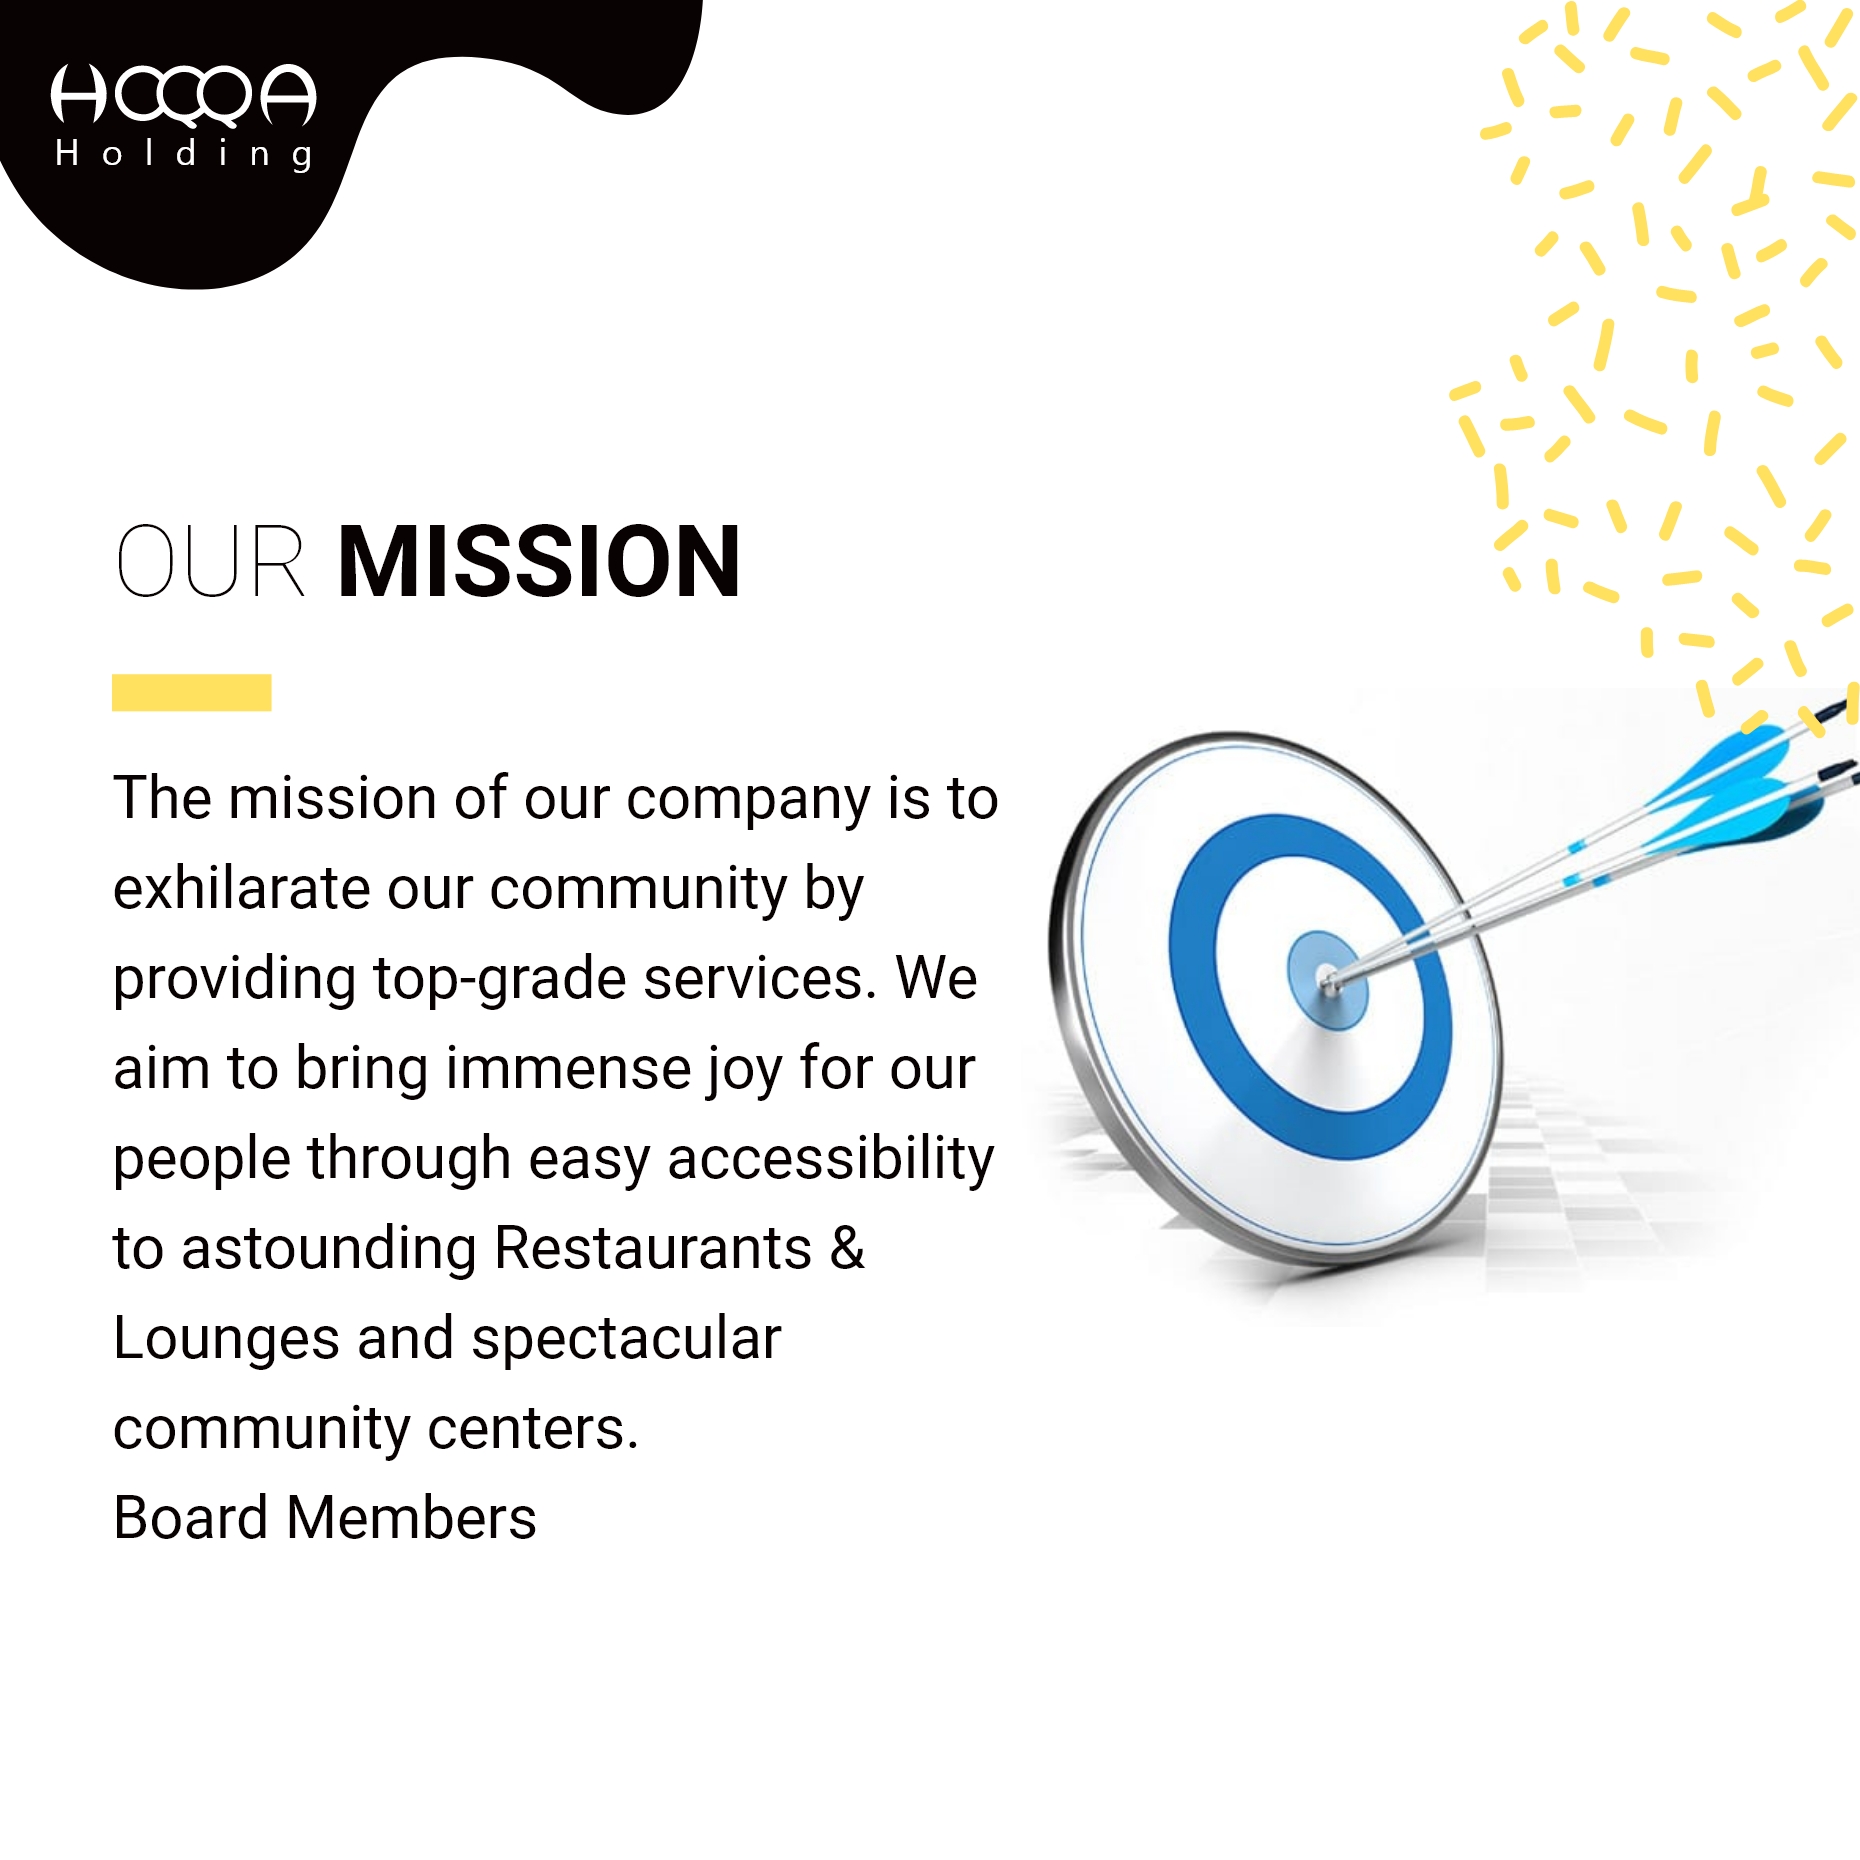 HOQQA
Holding
OUR MISSION
The mission of our company is to
exhilarate our community by
providing top-grade services. We
aim to bring immense joy for our
people through easy accessibility
to astounding Restaurants &
Lounges and spectacular
community centers.
Board Members